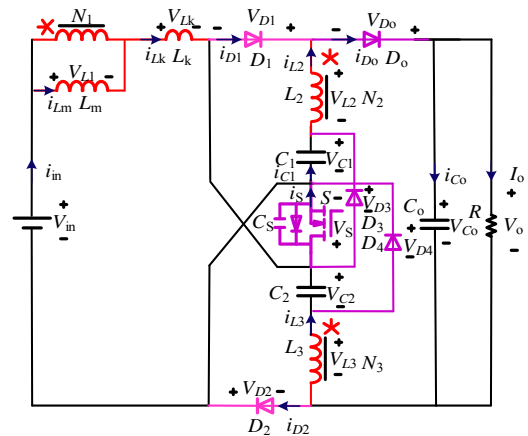 N1 VLk VD1 VDo
+ - + - + -
iLk Lk iD1 D1 iDo Do
+ VL1 - iL2
iLm Lm L2 + VL2 N2 -
C1 + VC1 -
iin iC1 iCo Io
iS S
+ Vin - CS VS + VD3 - D3 Co + VCo - R + Vo -
D4 + VD4 -
C2 + VC2 -
iL3
L3 + VL3 N3 -
+ VD2 -
D2 iD2